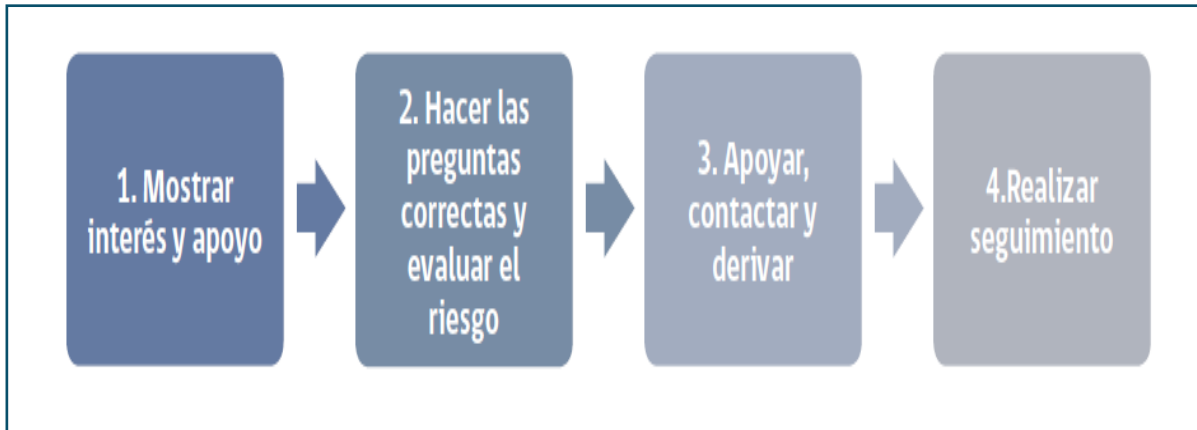 1. Mostrar
interés y apoyo
2. Hacer las
preguntas
correctas y
evaluar el
riesgo
3. Apoyar,
contactar y
derivar
4.Realizar
seguimiento